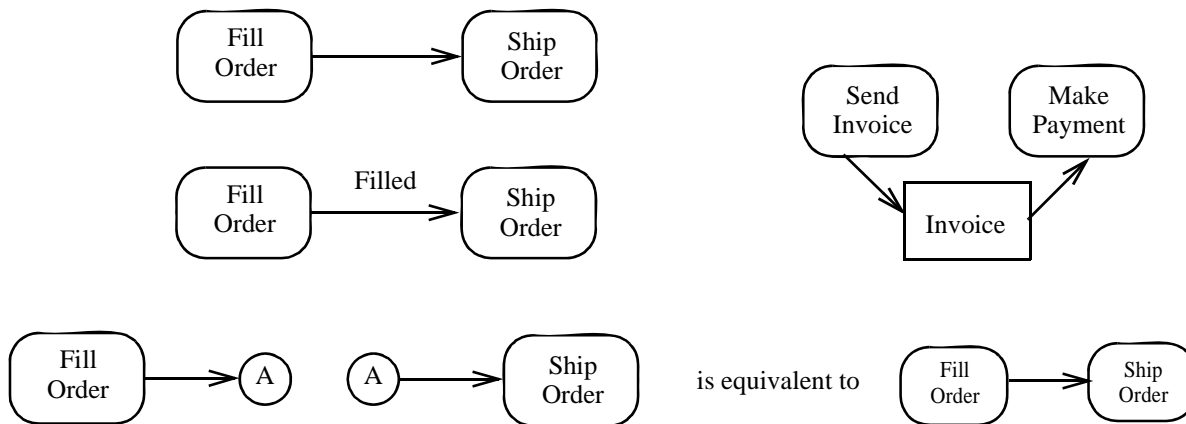 Fill
Order
Ship
Order
Send
Invoice
Make
Payment
Fill
Order
Filled
Ship
Order
Invoice
Fill
Order
A
A
Ship
Order
is equivalent to
Fill
Order
Ship
Order